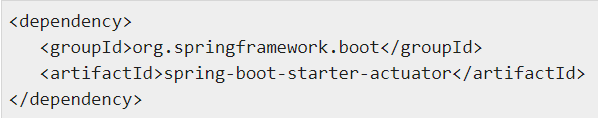 <dependency>
   <groupId>org.springframework.boot</groupId>
   <artifactId>spring-boot-starter-actuator</artifactId>
</dependency>